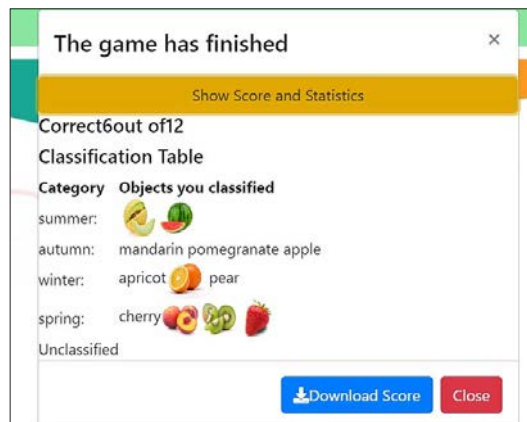 The game has finished
×
Show Score and Statistics
Correct6out of12
Classification Table
Category Objects you classified
summer:
autumn: mandarin pomegranate apple
winter: apricot pear
spring: cherry
Unclassified
Download Score Close